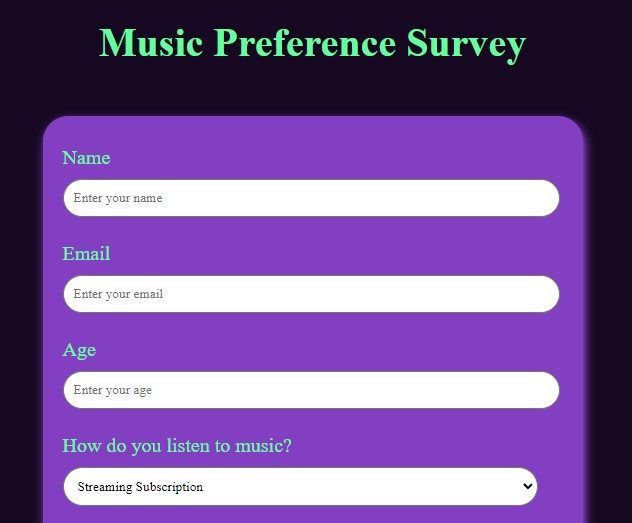 Music Preference Survey
Name
Enter your name
Email
Enter your email
Age
Enter your age
How do you listen to music?
Streaming Subscription